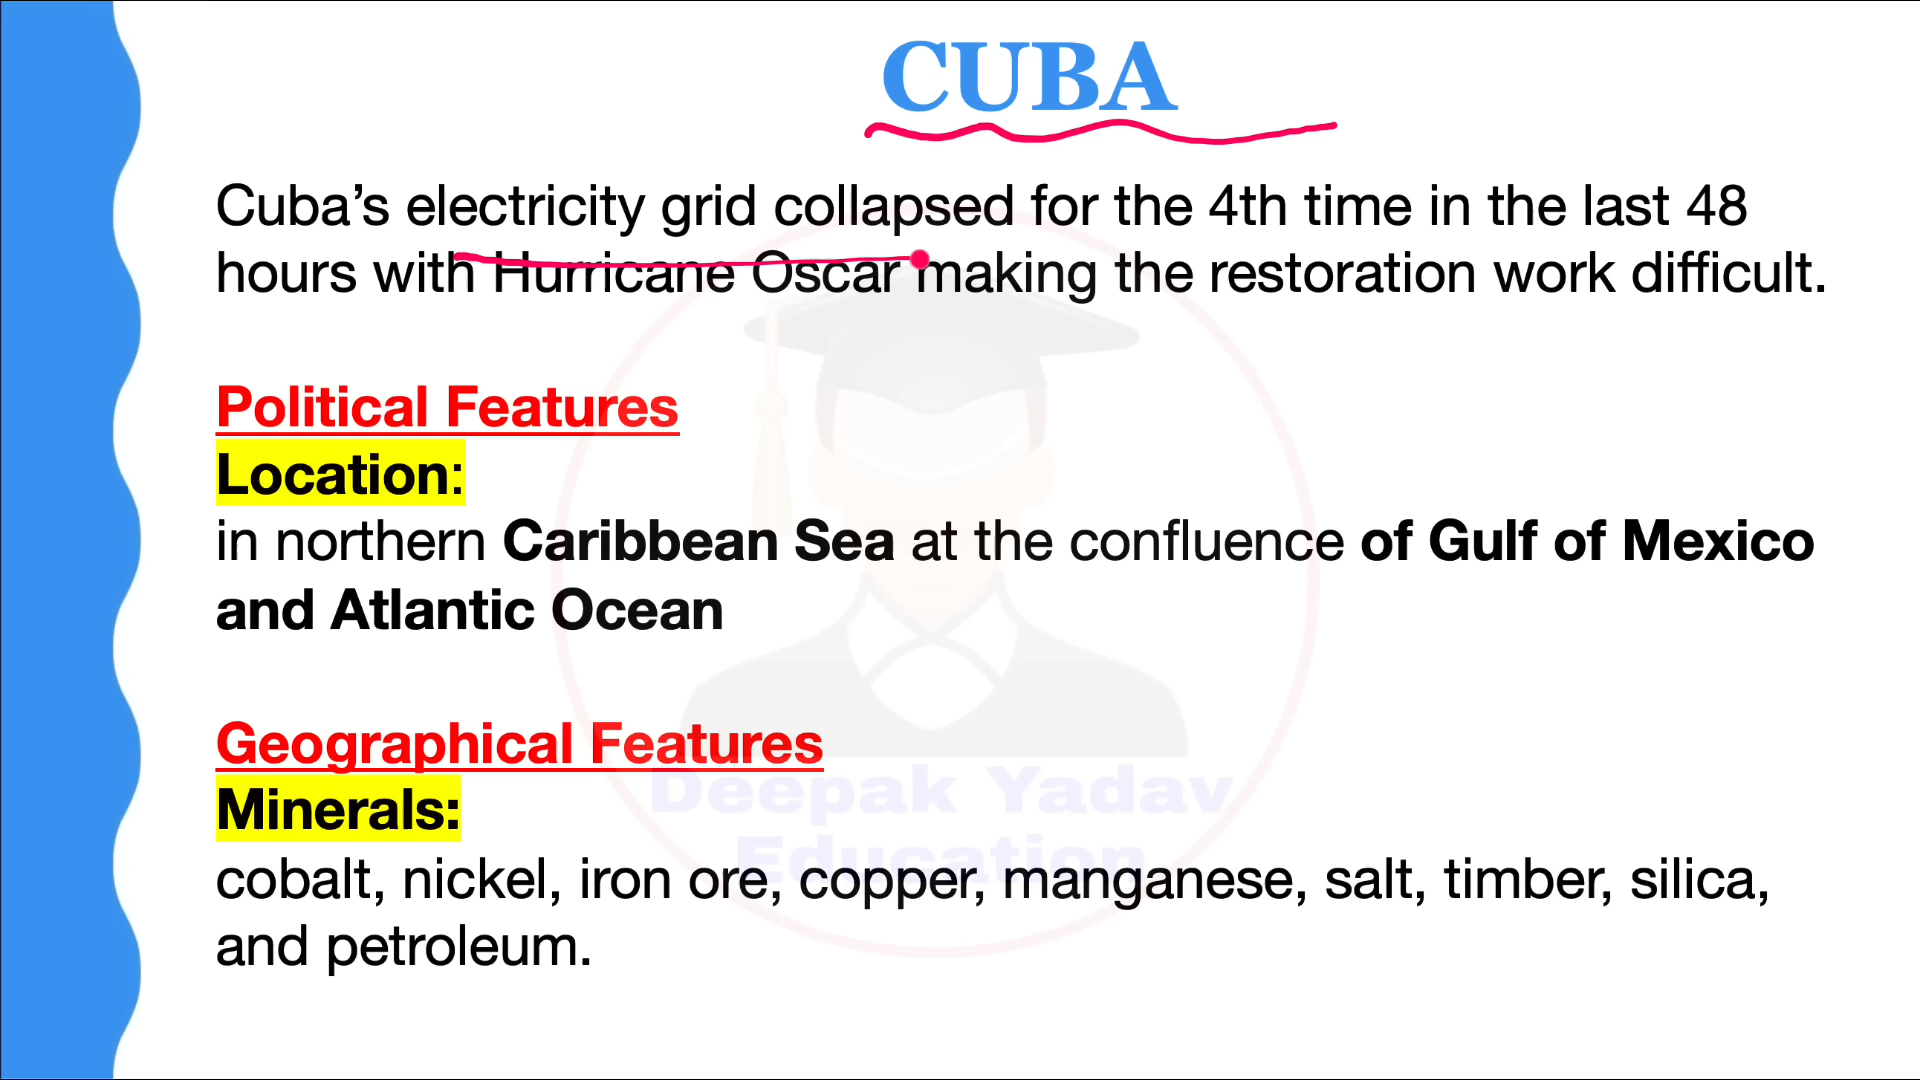 CUBA
Cuba’s electricity grid collapsed for the 4th time in the last 48
hours with Hurricane Oscar making the restoration work difficult.
Political Features
Location:
in northern Caribbean Sea at the confluence of Gulf of Mexico
and Atlantic Ocean
Geographical Features
Minerals:
Deepak Yadav
Education
cobalt, nickel, iron ore, copper, manganese, salt, timber, silica,
and petroleum.